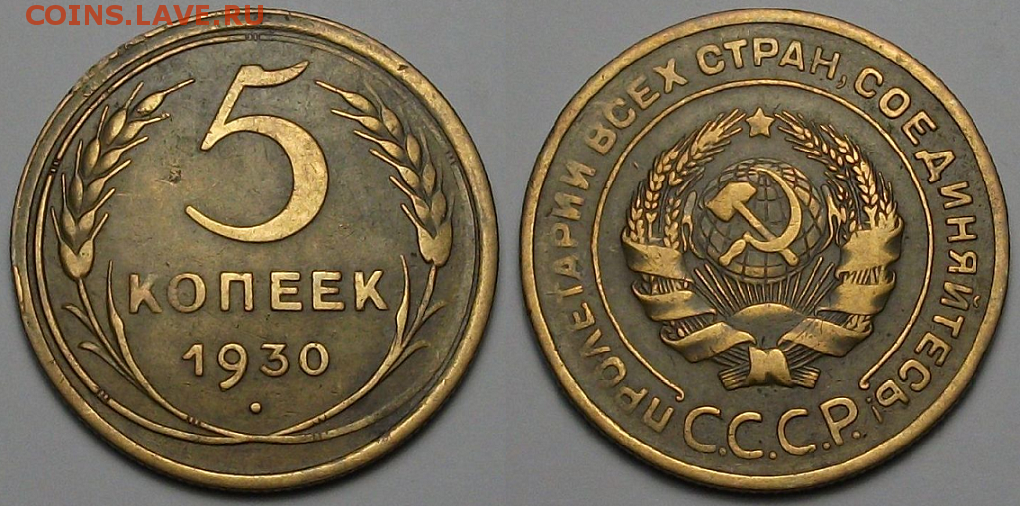 COINS.LAVE.RU
5
КОПЕЕК
1930
ПРОЛЕТАРИИ ВСЕХ СТРАН, СОЕДИНЯЙТЕСЬ!
С.С.С.Р.